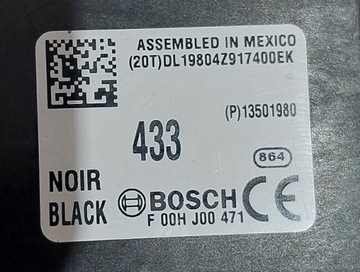 ASSEMBLED IN MEXICO
(20T)DL19804Z917400EK
(P)13501980
433
864
NOIR
BLACK
BOSCH
F 00H J00 471
CE